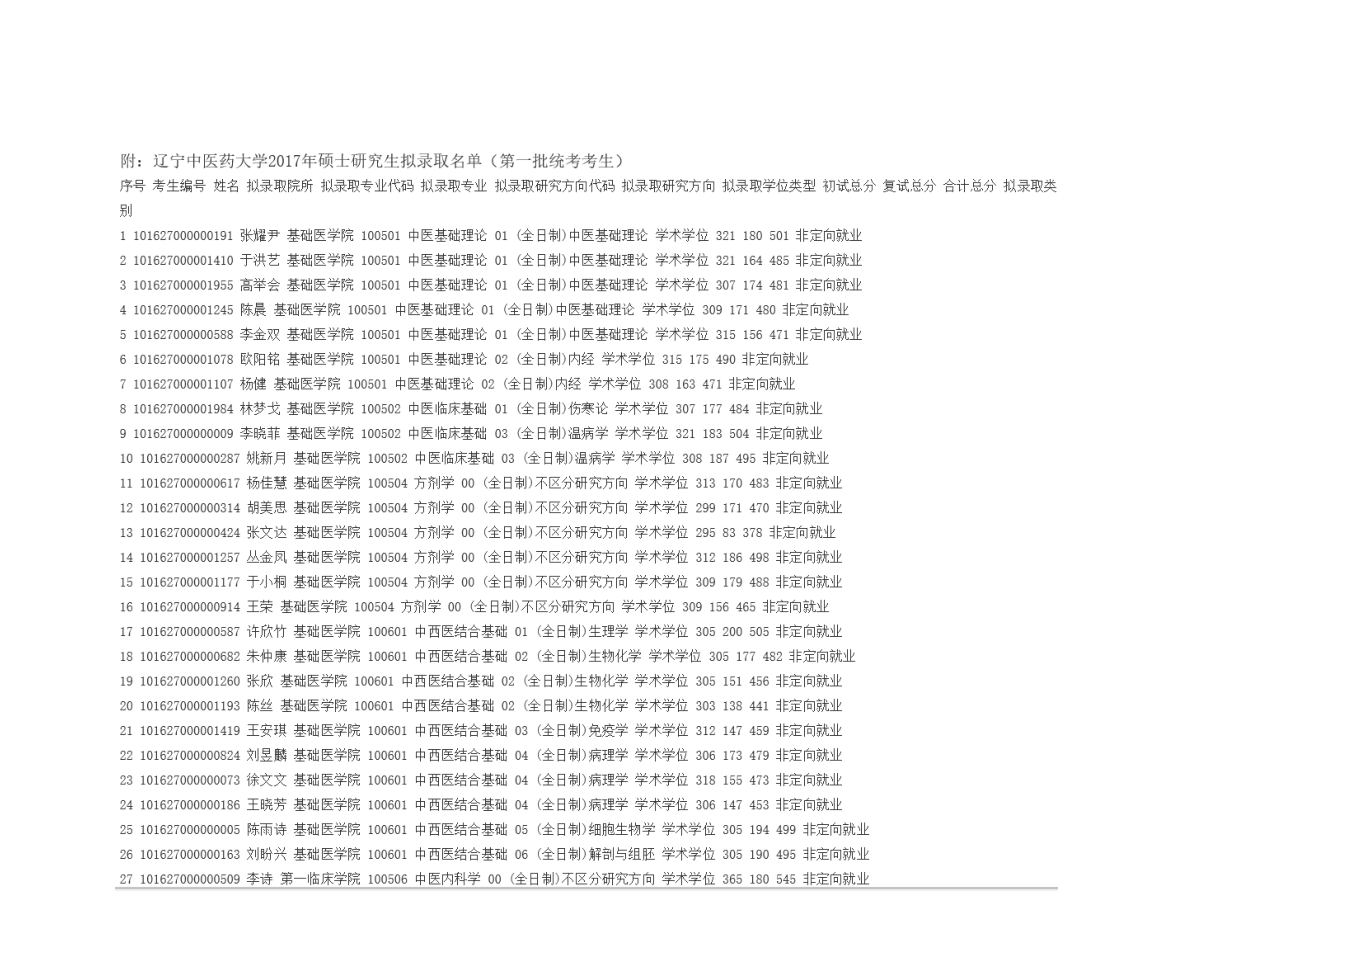 附: 辽宁中医药大学2017年硕士研究生拟录取名单（第一批统考考生）
序号 考生编号 姓名 拟录取院所 拟录取专业代码 拟录取专业 拟录取研究方向代码 拟录取研究方向 拟录取学位类型 初试总分 复试总分 合计总分 拟录取类
别
1 101627000000191 张耀尹 基础医学院 100501 中医基础理论 01 (全日制)中医基础理论 学术学位 321 180 501 非定向就业
2 101627000001410 于洪艺 基础医学院 100501 中医基础理论 01 (全日制)中医基础理论 学术学位 321 164 485 非定向就业
3 101627000001955 高举会 基础医学院 100501 中医基础理论 01 (全日制)中医基础理论 学术学位 307 174 481 非定向就业
4 101627000001245 陈晨 基础医学院 100501 中医基础理论 01 (全日制)中医基础理论 学术学位 309 171 480 非定向就业
5 101627000000588 李金双 基础医学院 100501 中医基础理论 01 (全日制)中医基础理论 学术学位 315 156 471 非定向就业
6 101627000001078 欧阳铭 基础医学院 100501 中医基础理论 02 (全日制)内经 学术学位 315 175 490 非定向就业
7 101627000001107 杨健 基础医学院 100501 中医基础理论 02 (全日制)内经 学术学位 308 163 471 非定向就业
8 101627000001984 林梦戈 基础医学院 100502 中医临床基础 01 (全日制)伤寒论 学术学位 307 177 484 非定向就业
9 101627000000009 李晓菲 基础医学院 100502 中医临床基础 03 (全日制)温病学 学术学位 321 183 504 非定向就业
10 101627000000287 姚新月 基础医学院 100502 中医临床基础 03 (全日制)温病学 学术学位 308 187 495 非定向就业
11 101627000000617 杨佳慧 基础医学院 100504 方剂学 00 (全日制)不区分研究方向 学术学位 313 170 483 非定向就业
12 101627000000314 胡美思 基础医学院 100504 方剂学 00 (全日制)不区分研究方向 学术学位 299 171 470 非定向就业
13 101627000000424 张文达 基础医学院 100504 方剂学 00 (全日制)不区分研究方向 学术学位 295 83 378 非定向就业
14 101627000001257 丛金凤 基础医学院 100504 方剂学 00 (全日制)不区分研究方向 学术学位 312 186 498 非定向就业
15 101627000001177 于小桐 基础医学院 100504 方剂学 00 (全日制)不区分研究方向 学术学位 309 179 488 非定向就业
16 101627000000914 王荣 基础医学院 100504 方剂学 00 (全日制)不区分研究方向 学术学位 309 156 465 非定向就业
17 101627000000587 许欣竹 基础医学院 100601 中西医结合基础 01 (全日制)生理学 学术学位 305 200 505 非定向就业
18 101627000000682 朱仲康 基础医学院 100601 中西医结合基础 02 (全日制)生物化学 学术学位 305 177 482 非定向就业
19 101627000001260 张欣 基础医学院 100601 中西医结合基础 02 (全日制)生物化学 学术学位 305 151 456 非定向就业
20 101627000001193 陈丝 基础医学院 100601 中西医结合基础 02 (全日制)生物化学 学术学位 303 138 441 非定向就业
21 101627000001419 王安琪 基础医学院 100601 中西医结合基础 03 (全日制)免疫学 学术学位 312 147 459 非定向就业
22 101627000000824 刘昱麟 基础医学院 100601 中西医结合基础 04 (全日制)病理学 学术学位 306 173 479 非定向就业
23 101627000000073 徐文文 基础医学院 100601 中西医结合基础 04 (全日制)病理学 学术学位 318 155 473 非定向就业
24 101627000000186 王晓芳 基础医学院 100601 中西医结合基础 04 (全日制)病理学 学术学位 306 147 453 非定向就业
25 101627000000005 陈雨诗 基础医学院 100601 中西医结合基础 05 (全日制)细胞生物学 学术学位 305 194 499 非定向就业
26 101627000000163 刘盼兴 基础医学院 100601 中西医结合基础 06 (全日制)解剖与组胚 学术学位 305 190 495 非定向就业
27 101627000000509 李诗 第一临床学院 100506 中医内科学 00 (全日制)不区分研究方向 学术学位 365 180 545 非定向就业